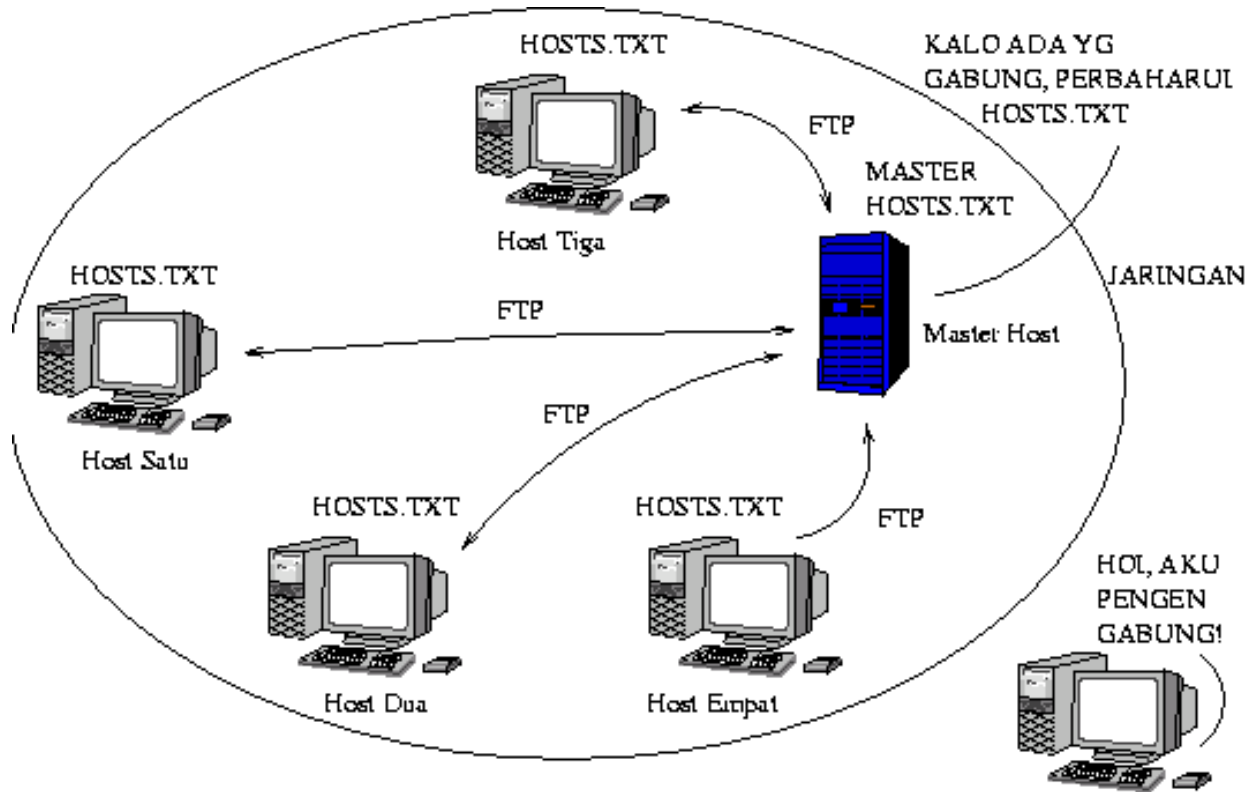 HOSTS.TXT
Host Tiga
FTP
KALO ADA YG
GABUNG, PERBAHARUI
HOSTS.TXT
MASTER
HOSTS.TXT
Master Host
JARINGAN
HOSTS.TXT
Host Satu
FTP
FTP
HOSTS.TXT
Host Dua
HOSTS.TXT
Host Empat
FTP
HOI, AKU
PENGEN
GABUNG!